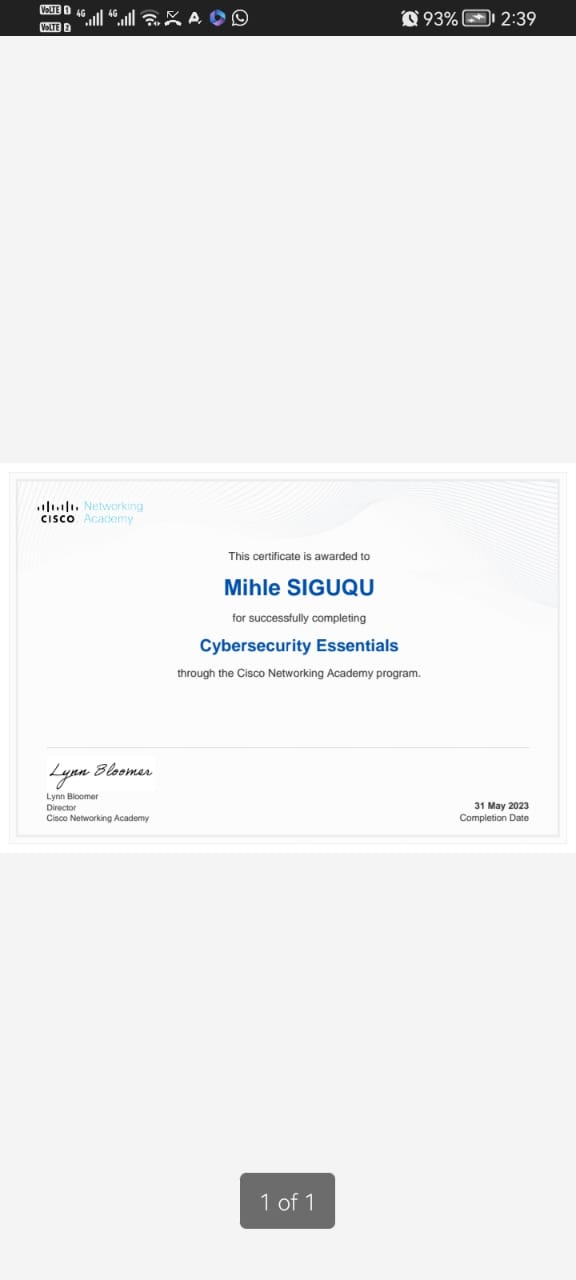 VoLTE 1 4G 4G 93% 2:39
VoLTE 2
Networking
CISCO Academy
This certificate is awarded to
Mihle SIGUQU
for successfully completing
Cybersecurity Essentials
through the Cisco Networking Academy program.
Lynn Bloomer
Lynn Bloomer
Director
Cisco Networking Academy
31 May 2023
Completion Date
1 of 1